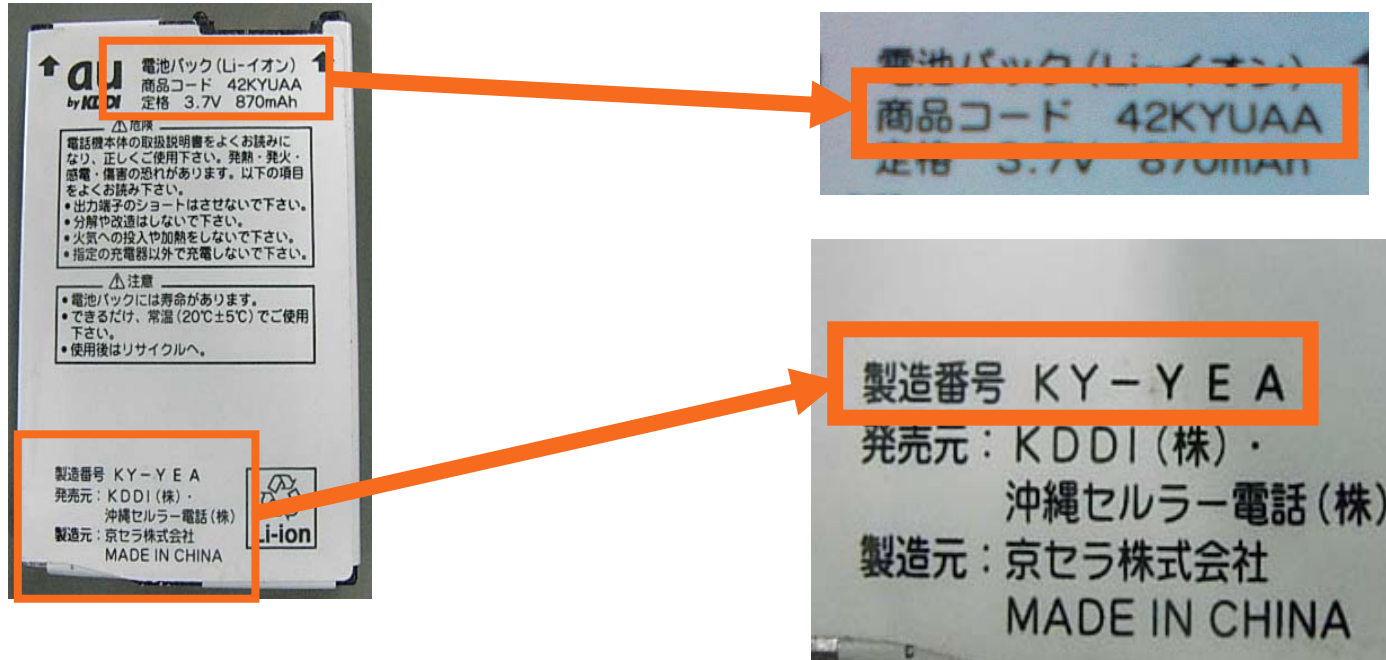 au
by KDDI
電池パック(Li-イオン)
商品コード 42KYUAA
定格 3.7V 870mAh
危険
電話機本体の取扱説明書をよくお読みに
なり、正しくご使用下さい。発熱・発火・
感電・傷害の恐れがあります。以下の項目
をよくお読み下さい。
•出力端子のショートはさせないで下さい。
•分解や改造はしないで下さい。
•火気への投入や加熱をしないで下さい。
•指定の充電器以外で充電しないで下さい。
注意
•電池パックには寿命があります。
•できるだけ、常温(20℃±5℃)でご使用
下さい。
•使用後はリサイクルへ。
製造番号 KY-YEA
発売元:KDDI(株)・
沖縄セルラー電話(株)
製造元:京セラ株式会社
MADE IN CHINA
Li-ion
電池パック(Li-イオン)
商品コード 42KYUAA
定格 3.7V 870mAh
製造番号 KY-YEA
発売元:KDDI(株)・
沖縄セルラー電話(株)
製造元:京セラ株式会社
MADE IN CHINA